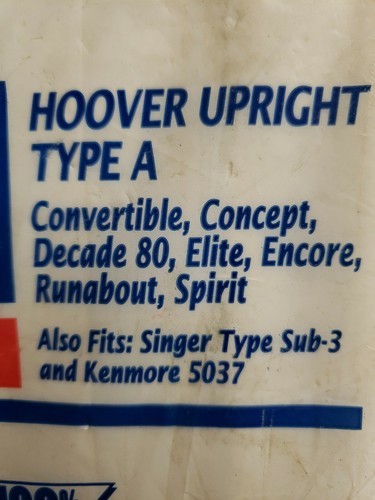 HOOVER UPRIGHT
TYPE A
Convertible, Concept,
Decade 80, Elite, Encore,
Runabout, Spirit
Also Fits: Singer Type Sub-3
and Kenmore 5037